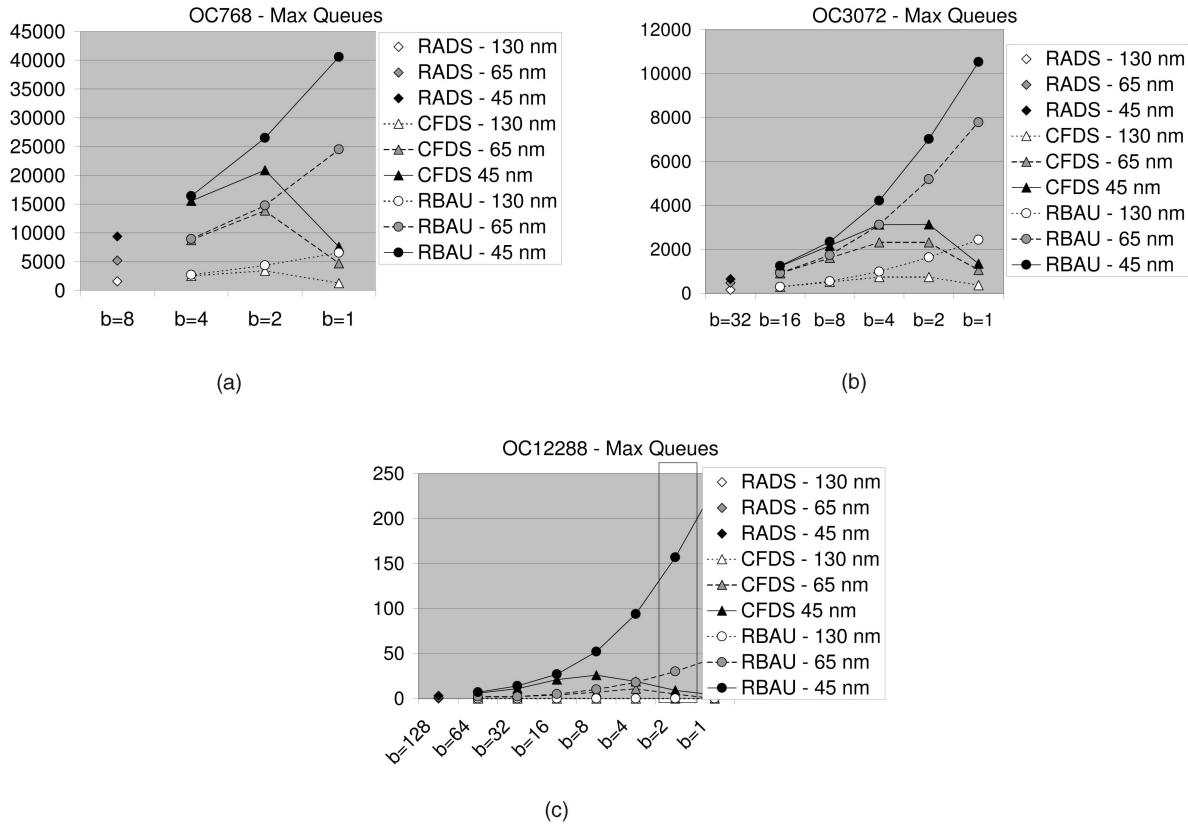 OC768 - Max Queues
45000
40000
35000
30000
25000
20000
15000
10000
5000
0
b=8 b=4 b=2 b=1
RADS - 130 nm
RADS - 65 nm
RADS - 45 nm
CFDS - 130 nm
CFDS - 65 nm
CFDS 45 nm
RBAU - 130 nm
RBAU - 65 nm
RBAU - 45 nm
(a)
OC3072 - Max Queues
12000
10000
8000
6000
4000
2000
0
b=32 b=16 b=8 b=4 b=2 b=1
RADS - 130 nm
RADS - 65 nm
RADS - 45 nm
CFDS - 130 nm
CFDS - 65 nm
CFDS 45 nm
RBAU - 130 nm
RBAU - 65 nm
RBAU - 45 nm
(b)
OC12288 - Max Queues
250
200
150
100
50
0
b=128 b=64 b=32 b=16 b=8 b=4 b=2 b=1
RADS - 130 nm
RADS - 65 nm
RADS - 45 nm
CFDS - 130 nm
CFDS - 65 nm
CFDS 45 nm
RBAU - 130 nm
RBAU - 65 nm
RBAU - 45 nm
(c)